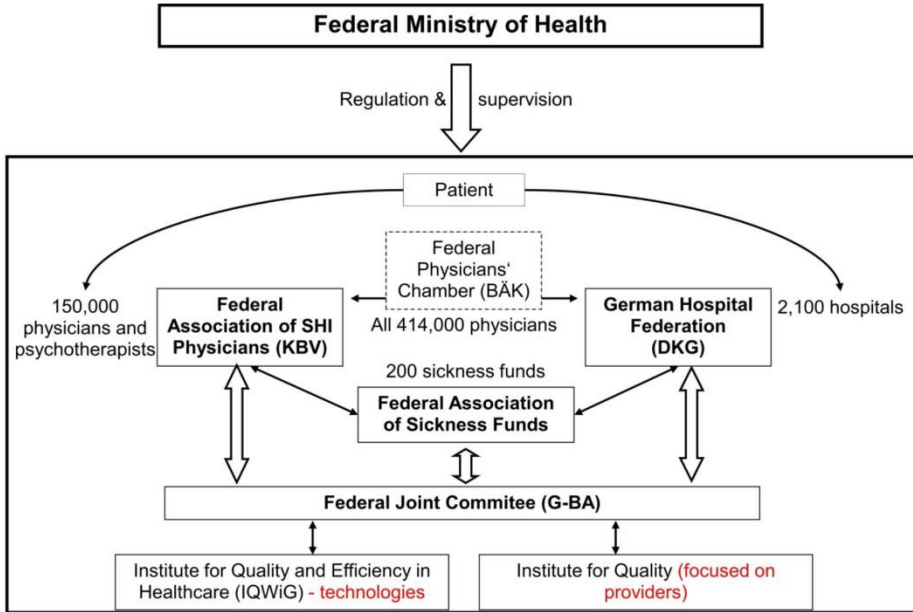 Federal Ministry of Health
Regulation & supervision
Patient
Federal
Physicians‘
Chamber (BÄK)
150,000
physicians and
psychotherapists
Federal
Association of SHI
Physicians (KBV)
All 414,000 physicians
German Hospital
Federation
(DKG)
2,100 hospitals
200 sickness funds
Federal Association
of Sickness Funds
Federal Joint Commitee (G-BA)
Institute for Quality and Efficiency in
Healthcare (IQWiG) - technologies
Institute for Quality (focused on
providers)